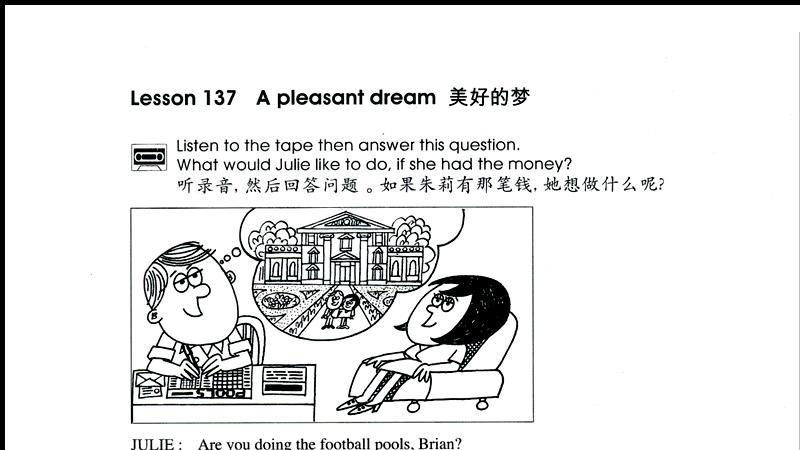 Lesson 137 A pleasant dream 美好的梦
Listen to the tape then answer this question.
What would Julie like to do, if she had the money?
听录音, 然后回答问题。如果朱莉有那笔钱, 她想做什么呢?
POOLS
JULIE : Are you doing the football pools, Brian?